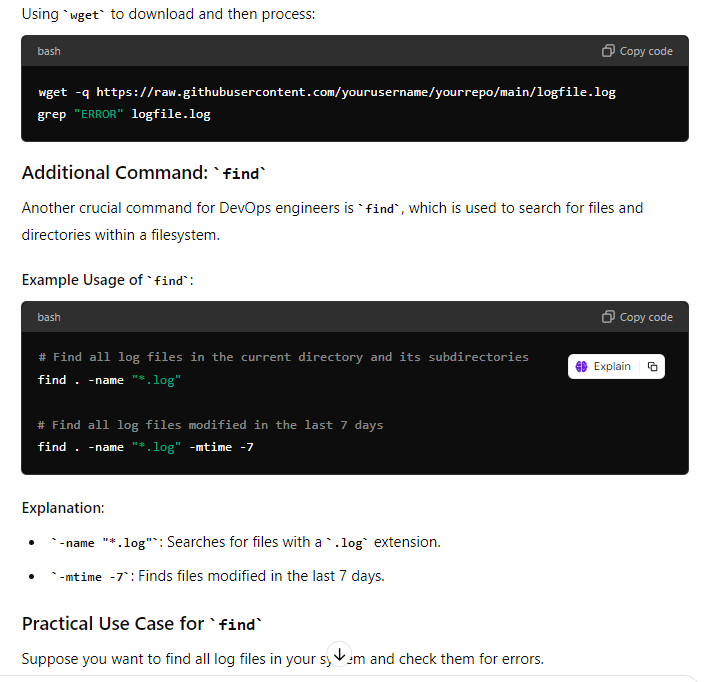 Using `wget` to download and then process:
bash
Copy code
wget -q https://raw.githubusercontent.com/yourusername/yourrepo/main/logfile.log
grep "ERROR" logfile.log
Additional Command: `find`
Another crucial command for DevOps engineers is `find`, which is used to search for files and
directories within a filesystem.
Example Usage of `find`:
bash
Copy code
# Find all log files in the current directory and its subdirectories
find . -name "*.log"
Explain
# Find all log files modified in the last 7 days
find . -name "*.log" -mtime -7
Explanation:
• `-name "*.log"`: Searches for files with a `.log` extension.
• `-mtime -7`: Finds files modified in the last 7 days.
Practical Use Case for `find`
Suppose you want to find all log files in your and check them for errors.